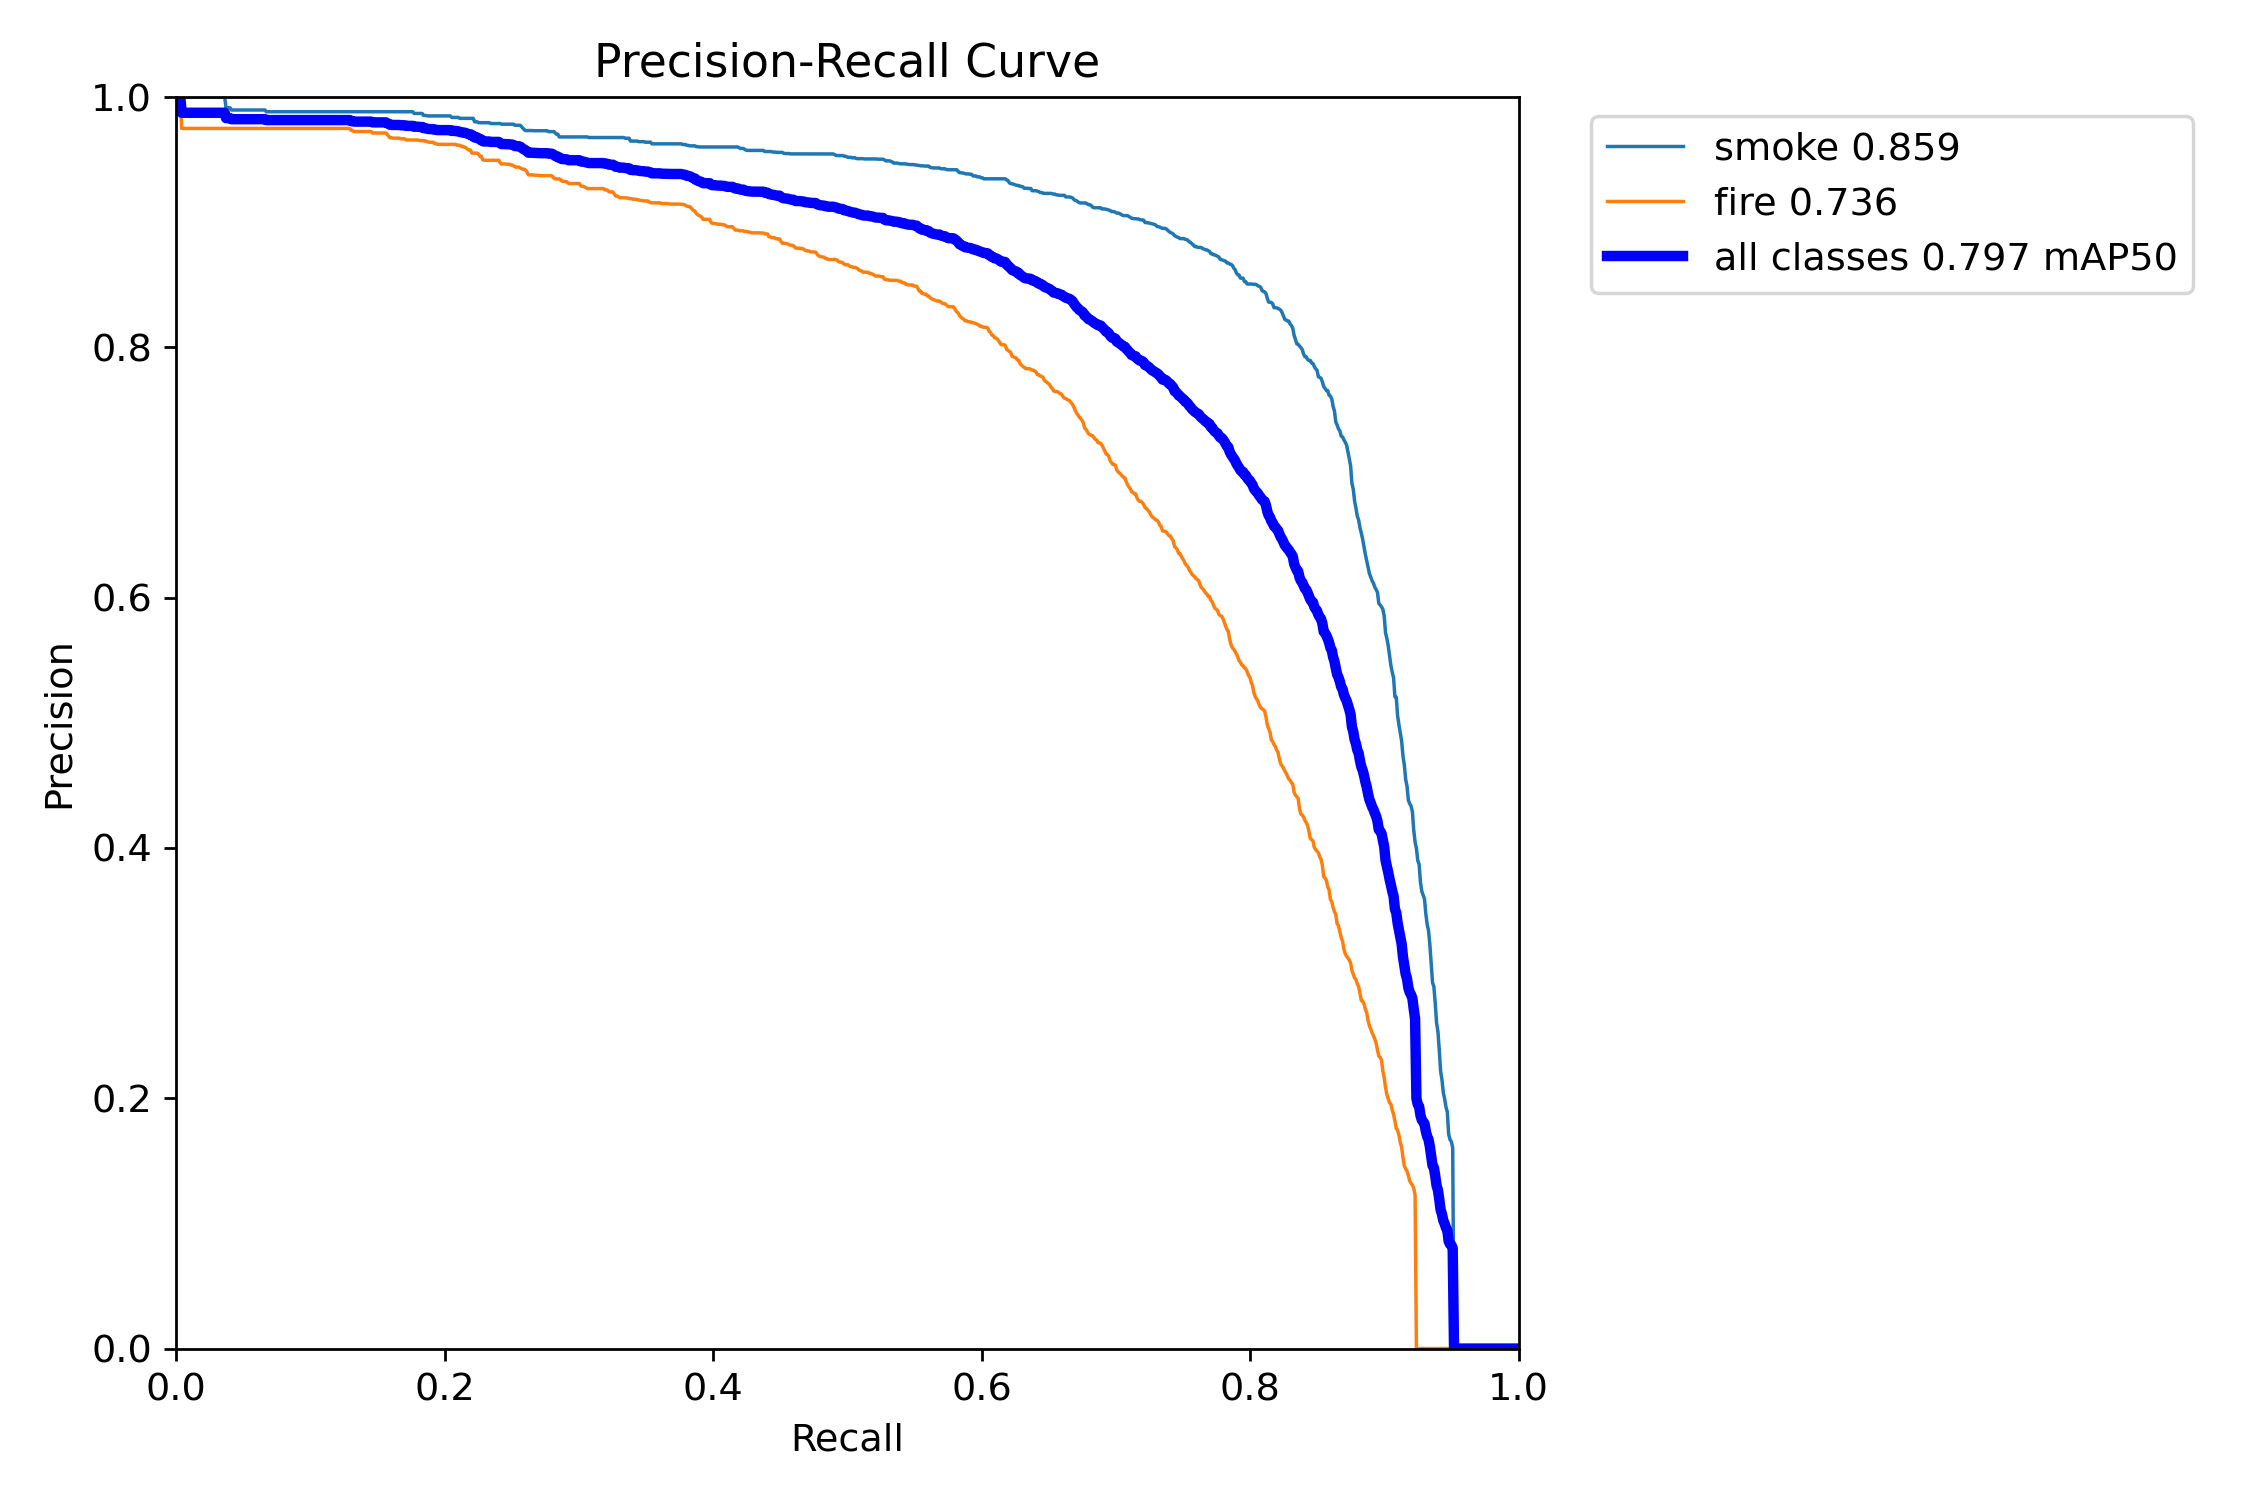 Precision-Recall Curve
1.0
0.8
0.6
0.4
0.2
0.0
Precision
0.0 0.2 0.4 0.6 0.8 1.0
Recall
smoke 0.859
fire 0.736
all classes 0.797 mAP50